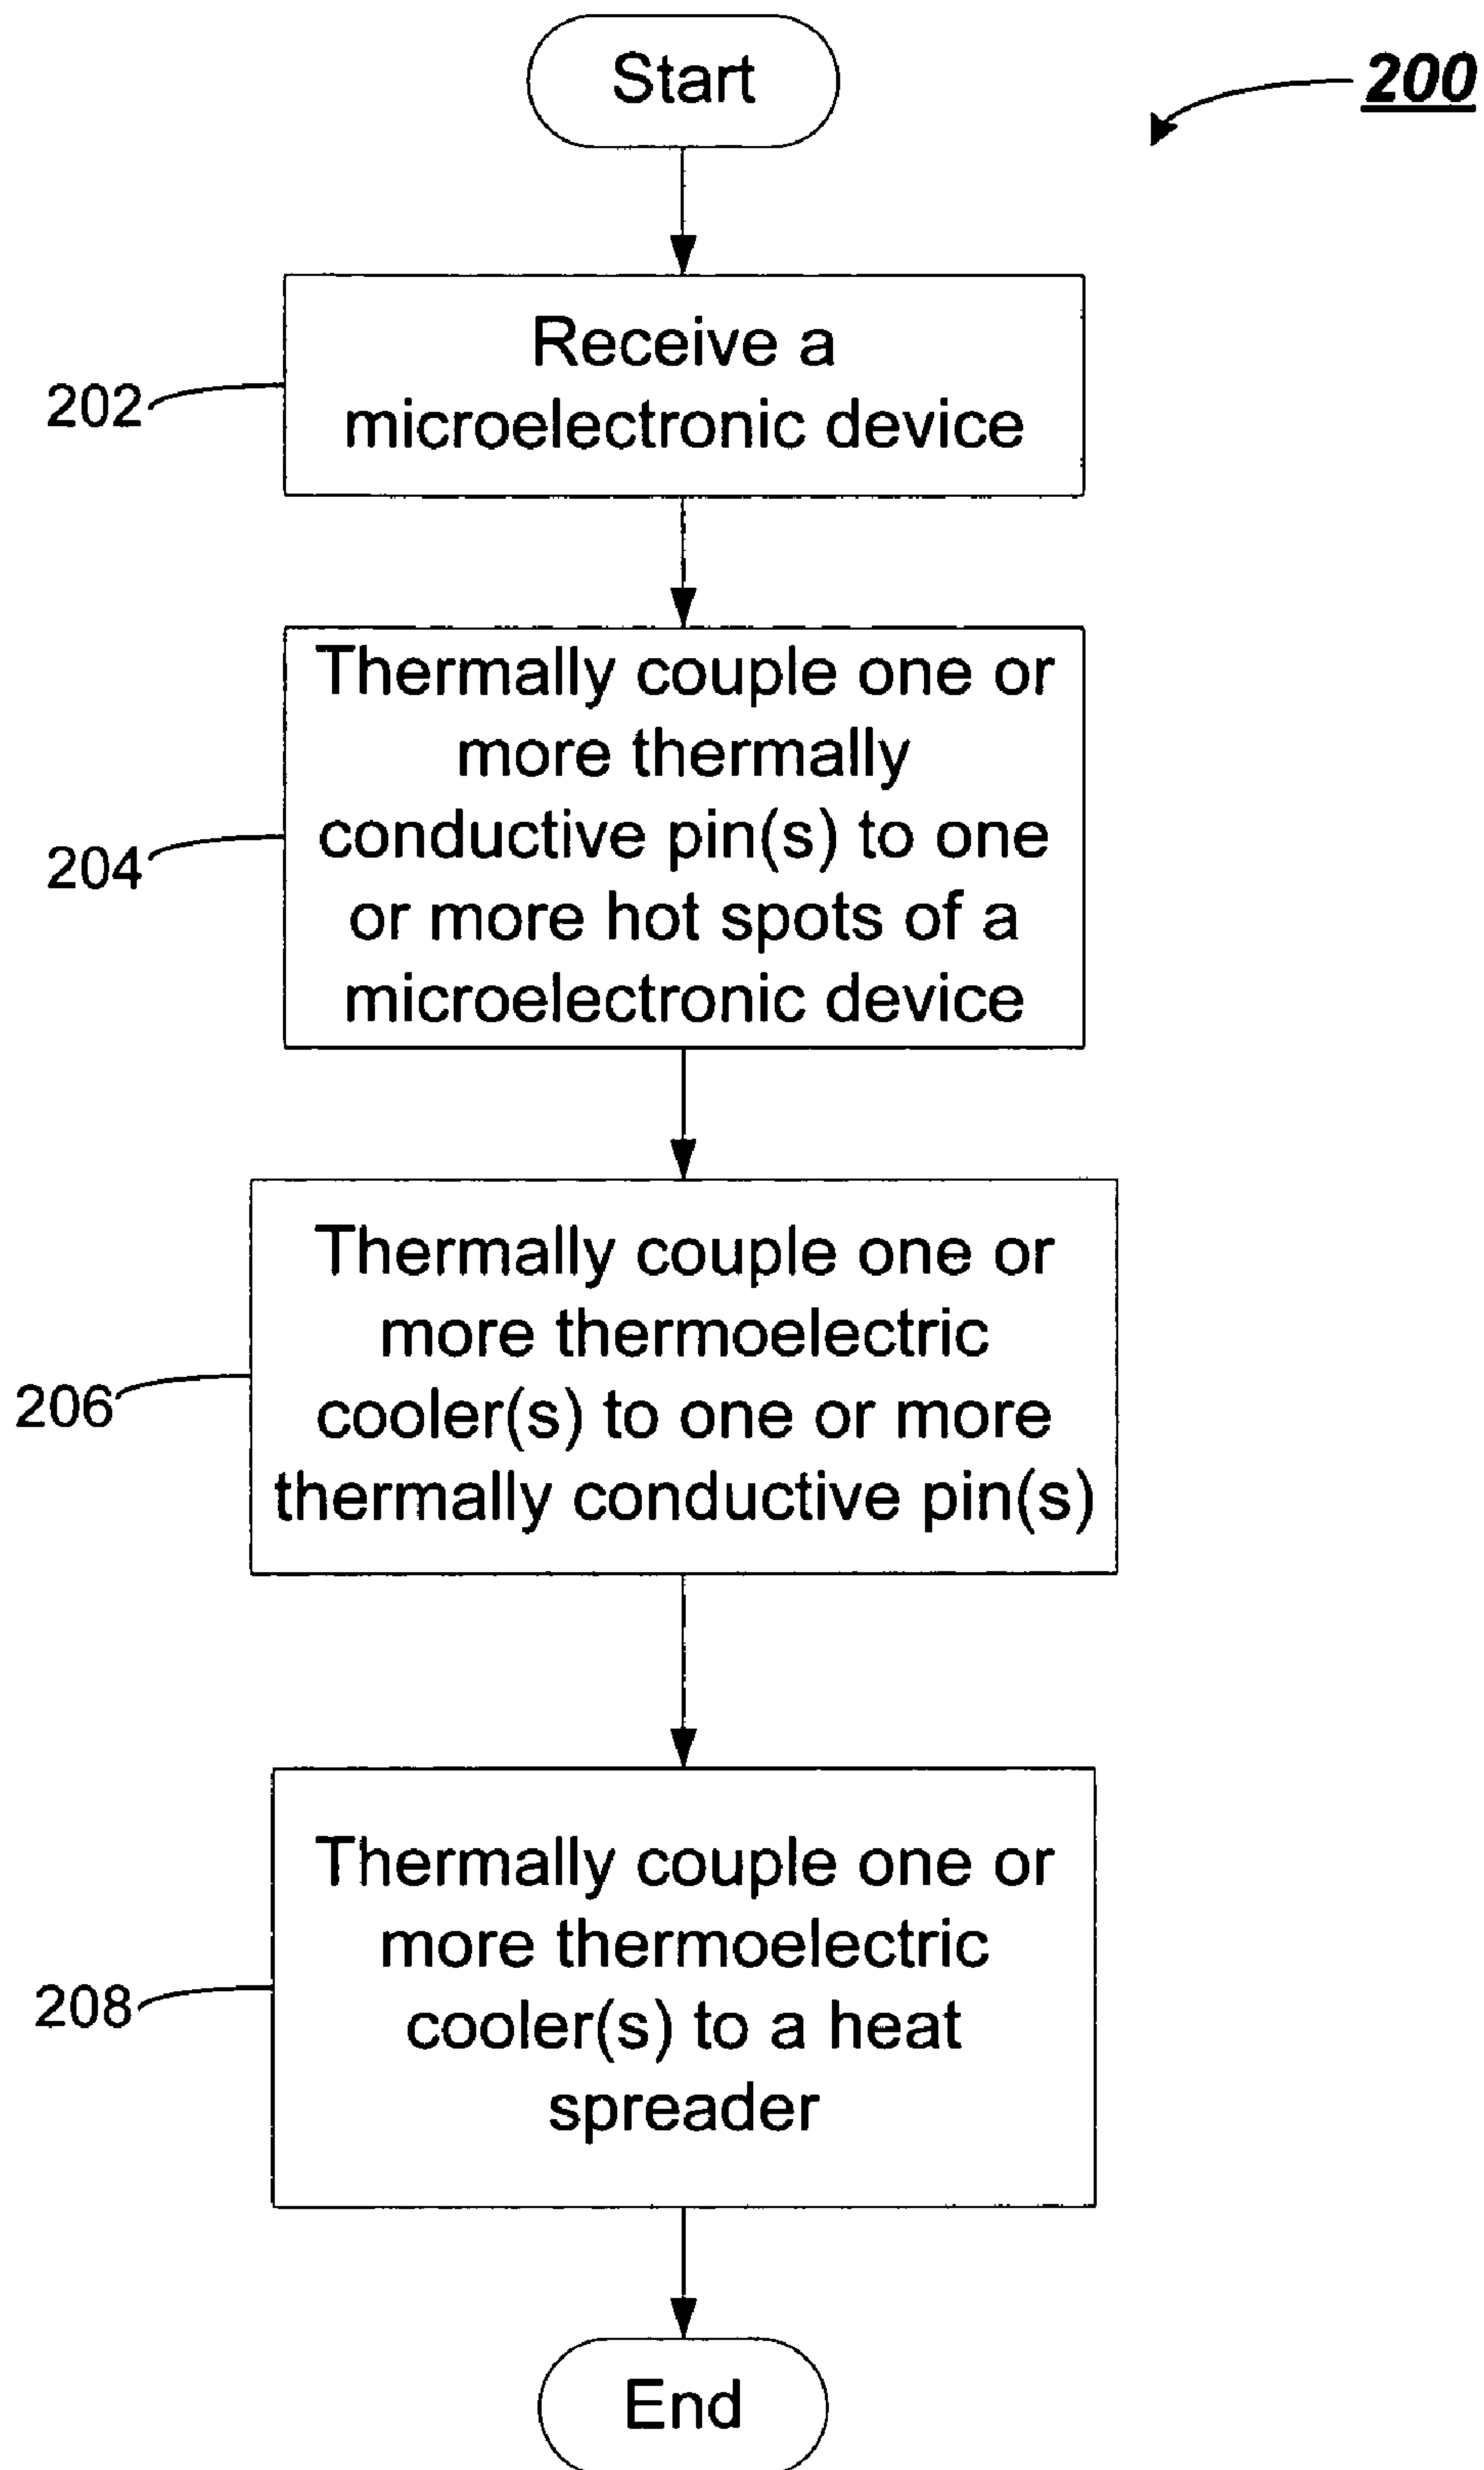 Start
200
Receive a
microelectronic device
202
Thermally couple one or
more thermally
conductive pin(s) to one
or more hot spots of a
microelectronic device
204
Thermally couple one or
more thermoelectric
cooler(s) to one or more
thermally conductive pin(s)
206
Thermally couple one or
more thermoelectric
cooler(s) to a heat
spreader
208
End